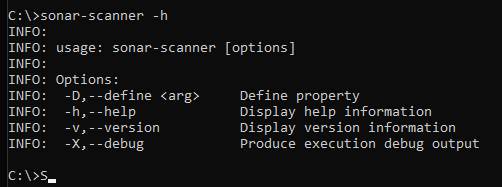 C:\>sonar-scanner -h
INFO:
INFO: usage: sonar-scanner [options]
INFO:
INFO: Options:
INFO:  -D,--define <arg>     Define property
INFO:  -h,--help             Display help information
INFO:  -v,--version          Display version information
INFO:  -X,--debug            Produce execution debug output
C:\>S_